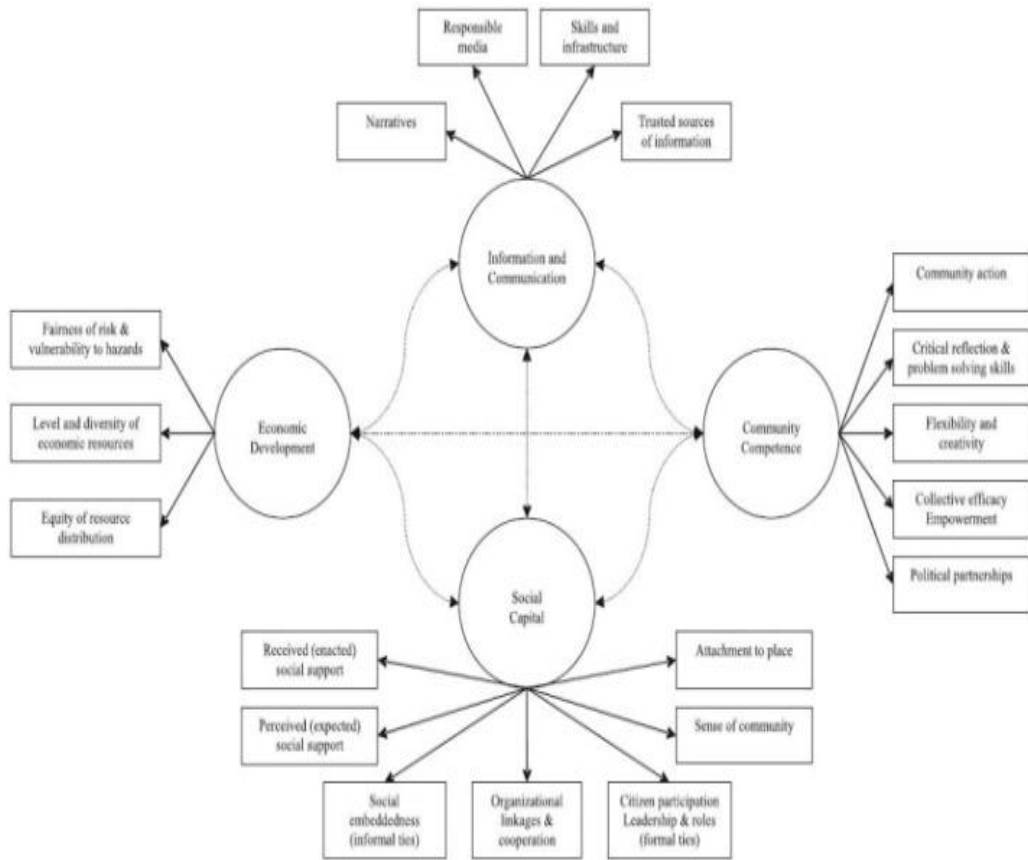 Responsible
media
Skills and
infrastructure
Narratives
Trusted sources
of information
Information and
Communication
Community action
Fairness of risk &
vulnerability to hazards
Critical reflection &
problem solving skills
Level and diversity of
economic resources
Economic
Development
Community
Competence
Flexibility and
creativity
Equity of resource
distribution
Collective efficacy
Empowerment
Political partnerships
Social
Capital
Received (enacted)
social support
Attachment to place
Perceived (expected)
social support
Sense of community
Social
embeddedness
(informal ties)
Organizational
linkages &
cooperation
Citizen participation
Leadership & roles
(formal ties)